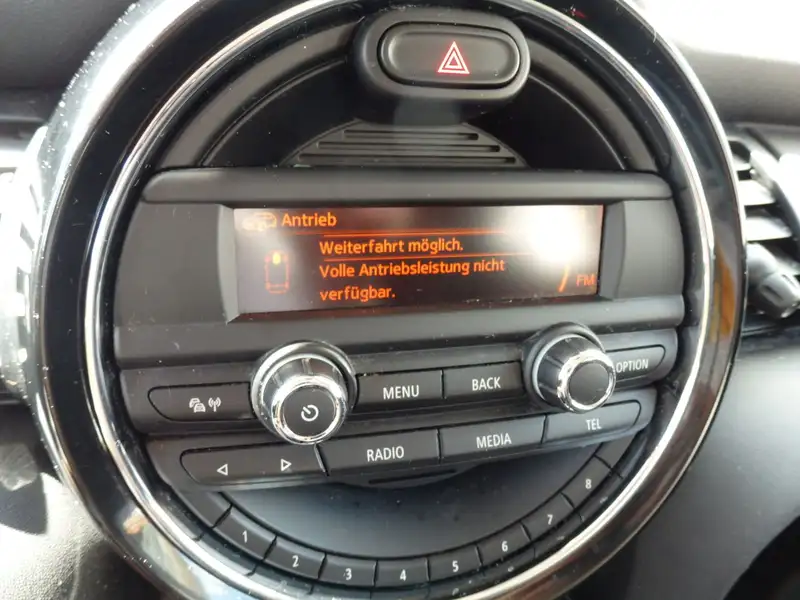 Antrieb
Weiterfahrt möglich.
Volle Antriebsleistung nicht
verfügbar.
FM
MENU
BACK
OPTION
RADIO
MEDIA
TEL
1 2 3 4 5 6 7 8